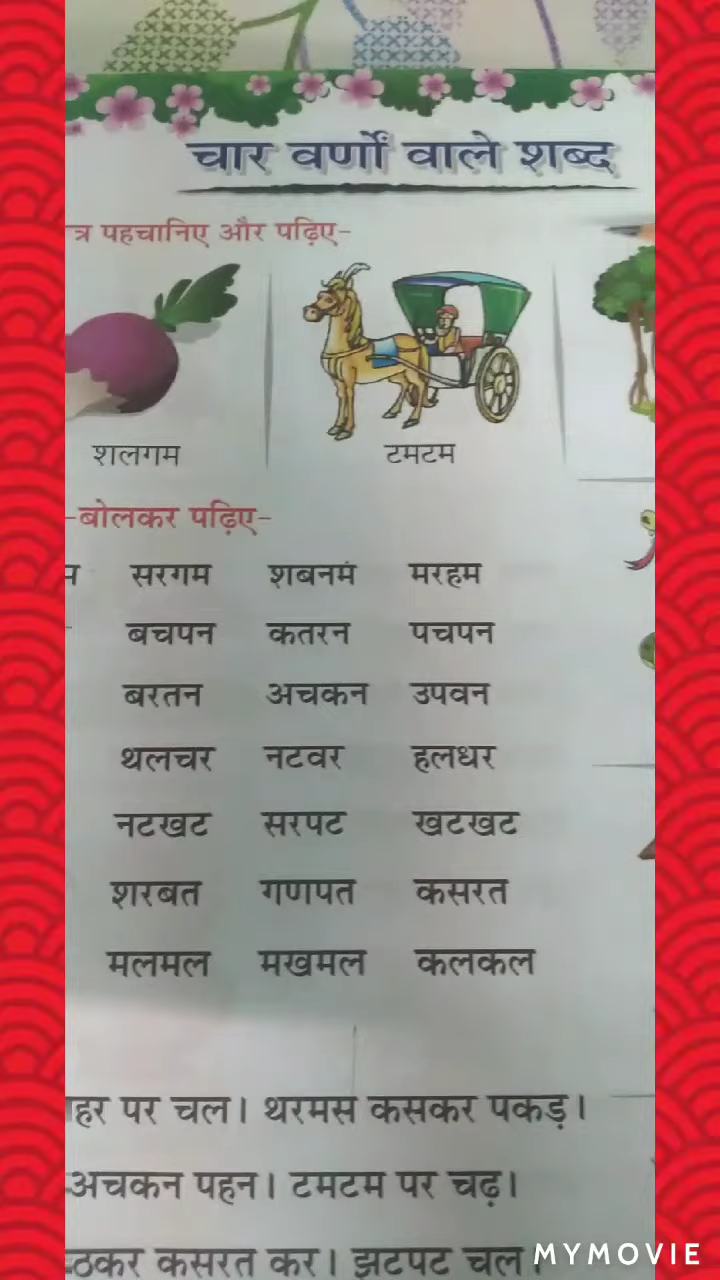 चार वर्णों वाले शब्द
पहचानिए और पढ़िए-
शलगम टमटम
-बोलकर पढ़िए-
सरगम शबनम मरहम
बचपन कतरन पचपन
बरतन अचकन उपवन
थलचर नटवर हलधर
नटखट सरपट खटखट
शरबत गणपत कसरत
मलमल मखमल कलकल
पर चल। थरमस कसकर पकड़।
अचकन पहन। टमटम पर चढ़।
कसरत कर। झटपट चल
MYMOVIE